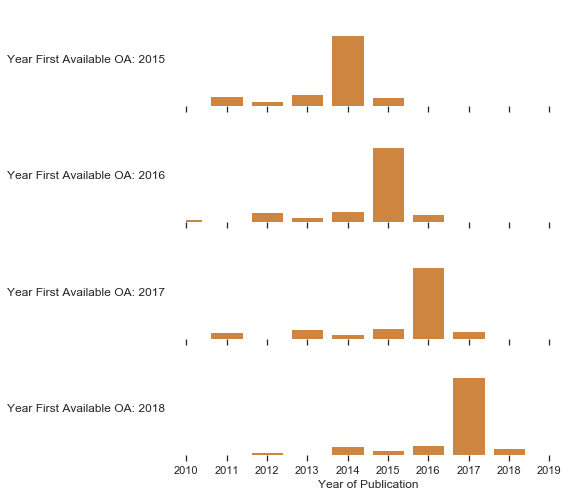 Year First Available OA: 2015
Year First Available OA: 2016
Year First Available OA: 2017
Year First Available OA: 2018
2010 2011 2012 2013 2014 2015 2016 2017 2018 2019
Year of Publication